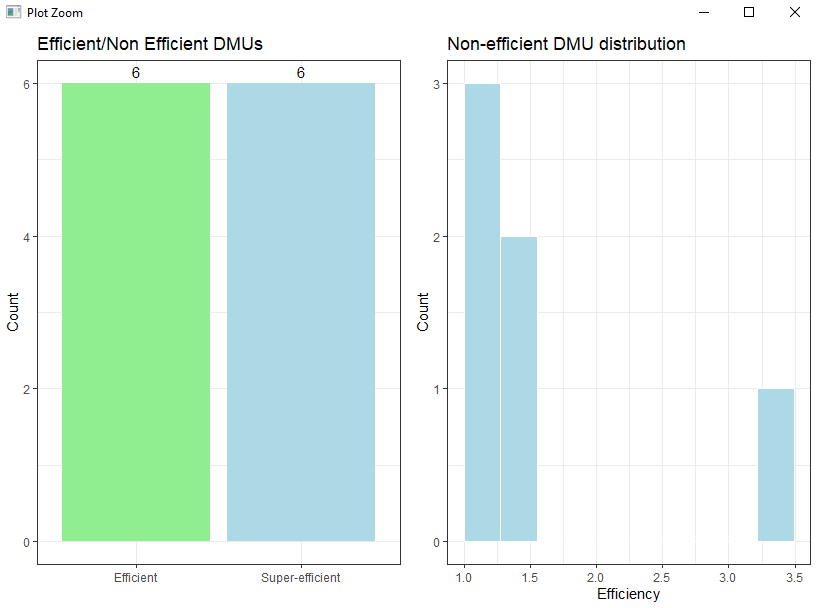 Plot Zoom
Efficient/Non Efficient DMUs
6 6
6
4
2
0
Count
Efficient Super-efficient
Non-efficient DMU distribution
3
2
1
0
Count
1.0 1.5 2.0 2.5 3.0 3.5
Efficiency